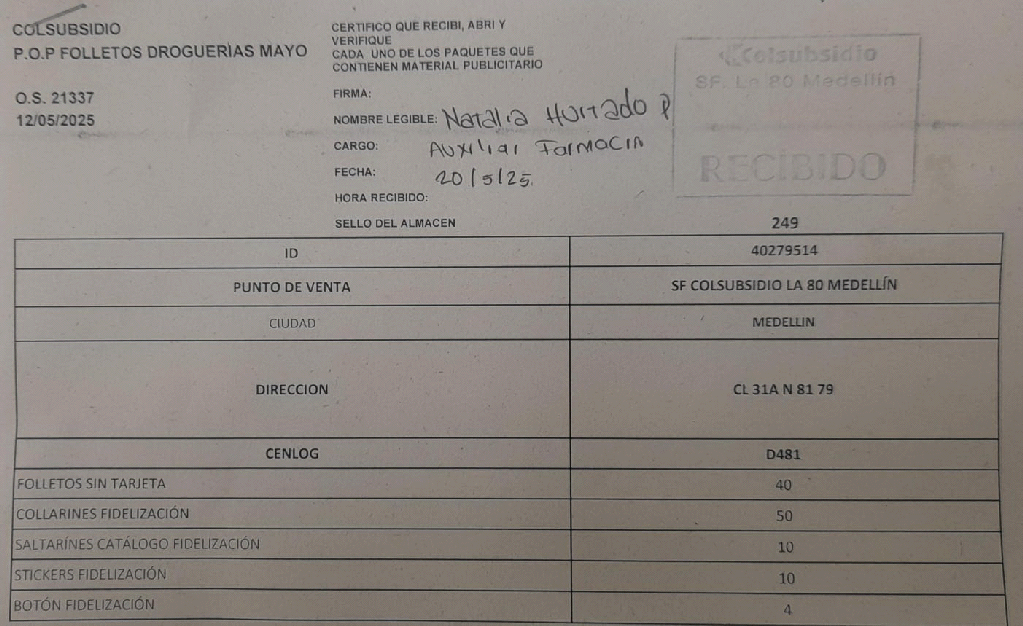 COLSUBSIDIO
P.O.P FOLLETOS DROGUERÍAS MAYO
O.S. 21337
12/05/2025
CERTIFICO QUE RECIBI, ABRI Y
VERIFIQUE
CADA UNO DE LOS PAQUETES QUE
CONTIENEN MATERIAL PUBLICITARIO
FIRMA:
NOMBRE LEGIBLE: Natalia Hurtado P
CARGO: Auxiliar Farmacia
FECHA: 20/5/25.
HORA RECIBIDO:
SELLO DEL ALMACEN
Colsubsidio
SF. La 80 Medellín
RECIBIDO
249
ID 40279514
PUNTO DE VENTA SF COLSUBSIDIO LA 80 MEDELLÍN
CIUDAD MEDELLIN
DIRECCION CL 31A N 81 79
CENLOG D481
FOLLETOS SIN TARJETA 40
COLLARINES FIDELIZACIÓN 50
SALTARÍNES CATÁLOGO FIDELIZACIÓN 10
STICKERS FIDELIZACIÓN 10
BOTÓN FIDELIZACIÓN 4